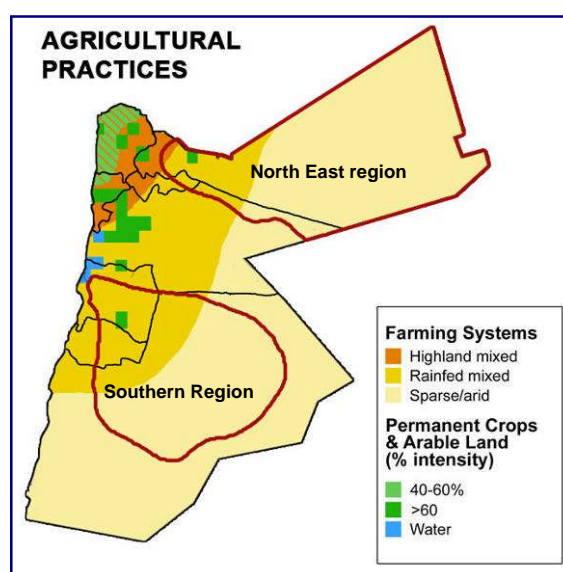 AGRICULTURAL
PRACTICES
North East region
Southern Region
Farming Systems
Highland mixed
Rainfed mixed
Sparse/arid
Permanent Crops
& Arable Land
(% intensity)
40-60%
>60
Water